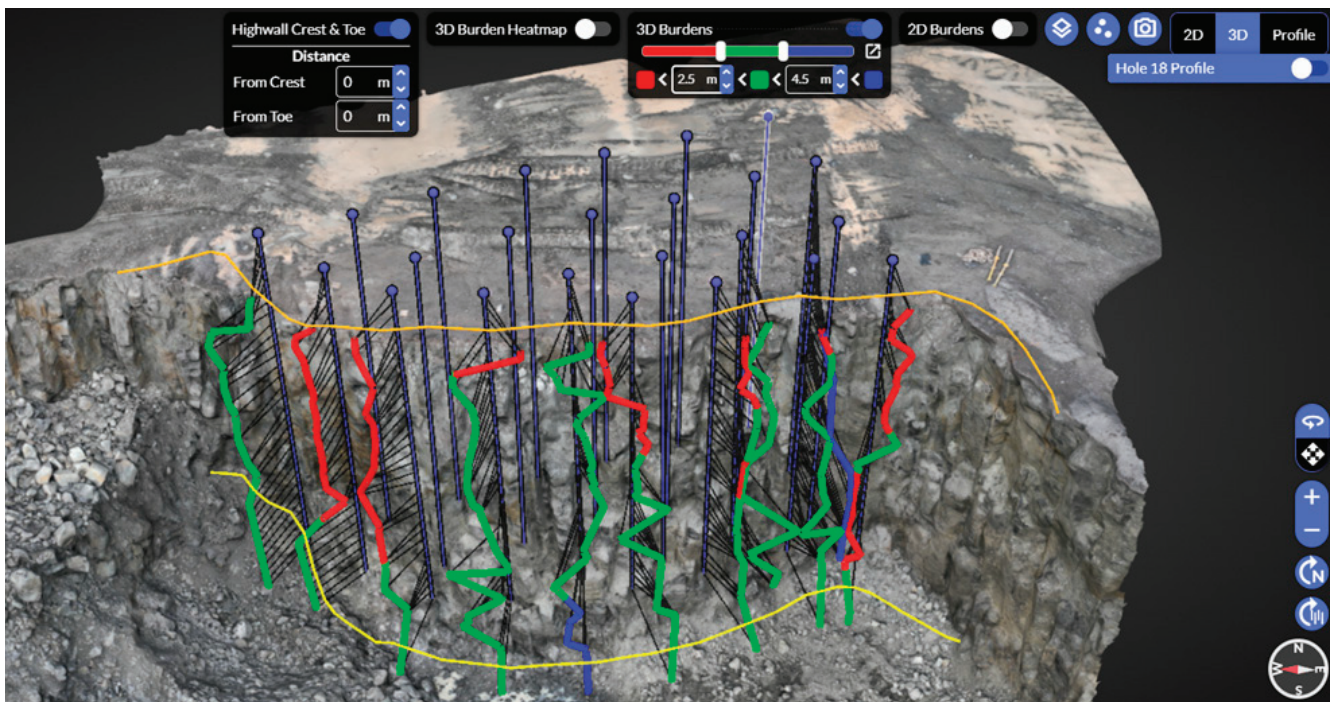 Highwall Crest & Toe
Distance
From Crest 0 m
From Toe 0 m
3D Burden Heatmap
3D Burdens
< 2.5 m < < 4.5 m <
2D Burdens
2D 3D Profile
Hole 18 Profile
N
N
W E
S